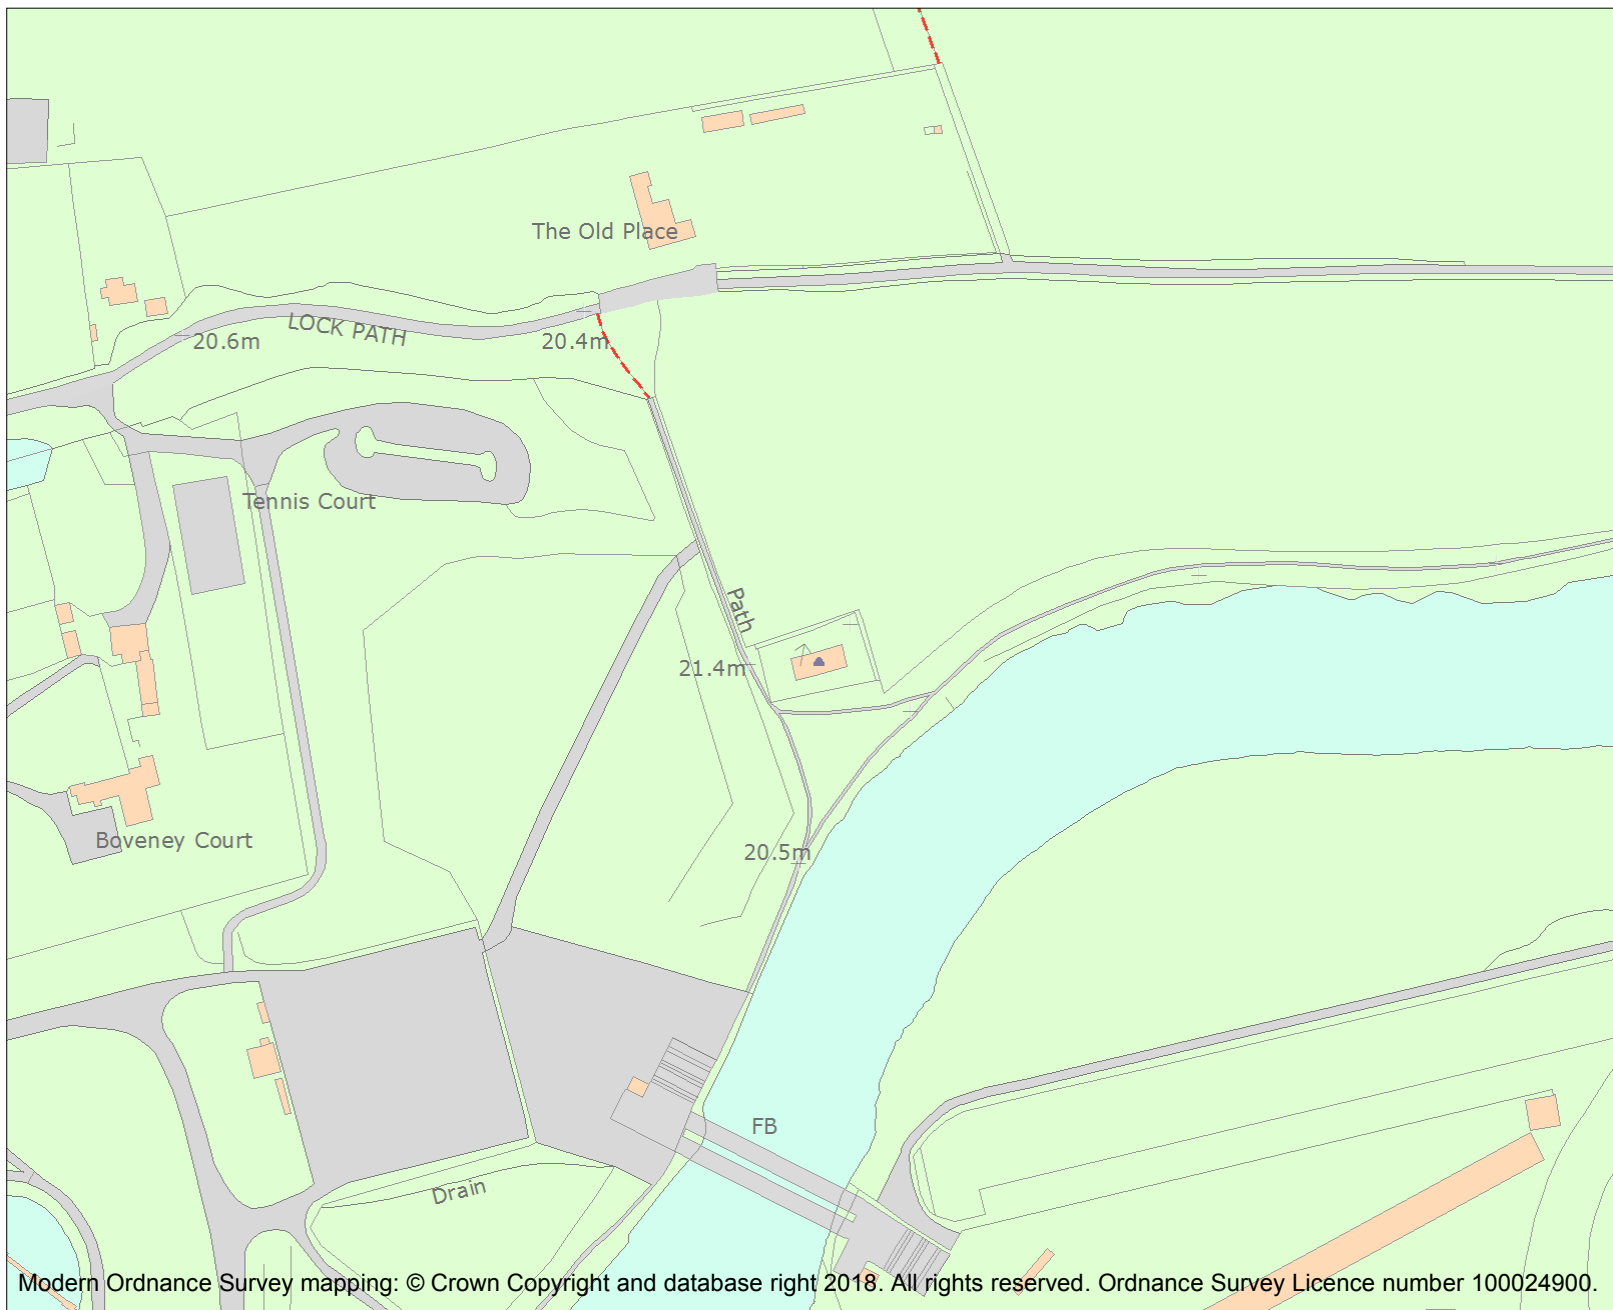 The Old Place
LOCK PATH
20.6m
20.4m
Tennis Court
Path
21.4m
Boveney Court
20.5m
FB
Drain
Modern Ordnance Survey mapping: © Crown Copyright and database right 2018. All rights reserved. Ordnance Survey Licence number 100024900.